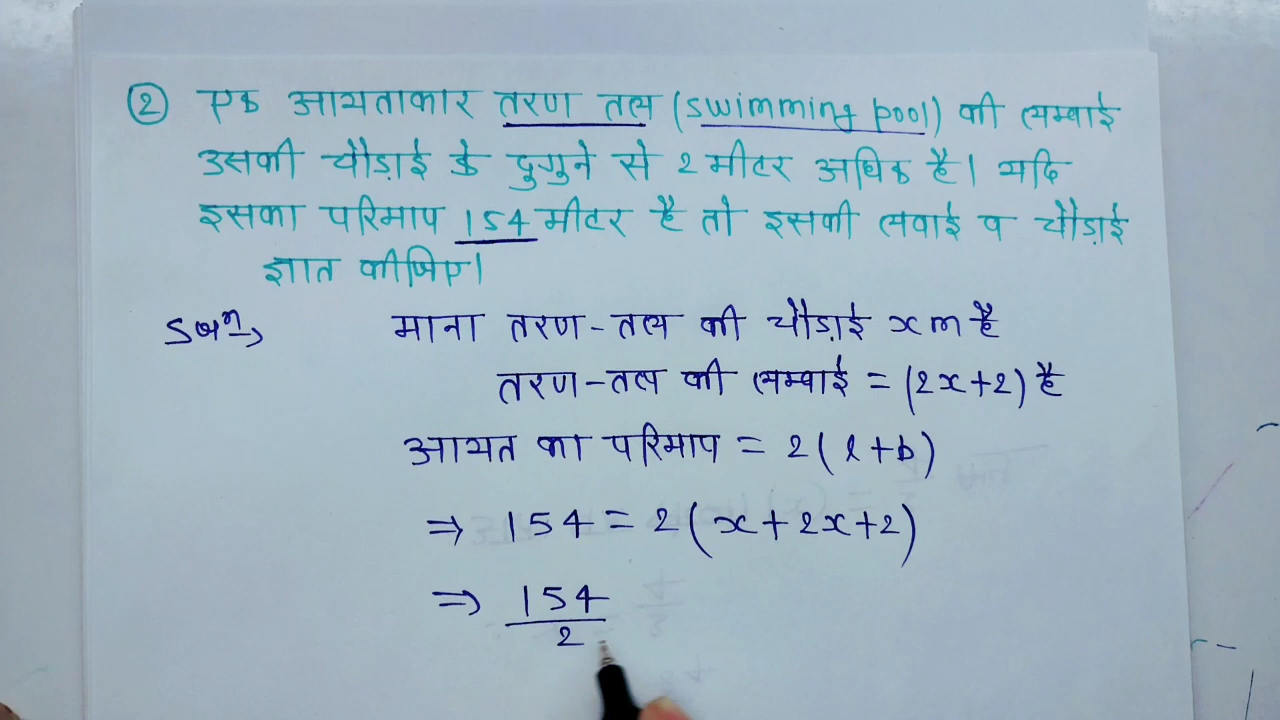 ② एक आयताकार तरण ताल (swimming pool) की लम्बाई
उसकी चौड़ाई के दुगुने से 2 मीटर अधिक है। यदि
इसका परिमाप 154 मीटर है तो इसकी लंबाई व चौड़ाई
ज्ञात कीजिए।
Solⁿ→ माना तरण-ताल की चौड़ाई x m है
तरण-ताल की लम्बाई = (2x+2) है
आयत का परिमाप = 2(l+b)
⇒ 154 = 2(x+2x+2)
⇒ 154/2